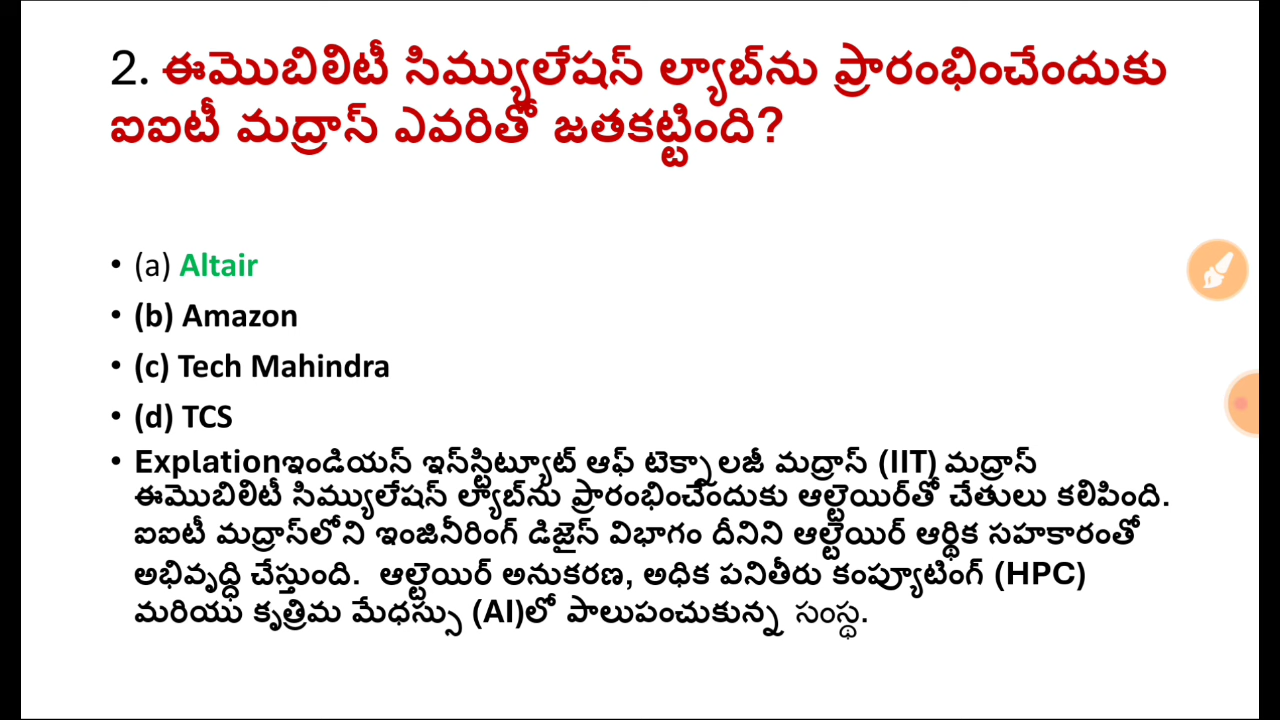 2. ఈమొబిలిటీ సిమ్యులేషన్ ల్యాబ్‌ను ప్రారంభించేందుకు
ఐఐటీ మద్రాస్ ఎవరితో జతకట్టింది?
• (a) Altair
• (b) Amazon
• (c) Tech Mahindra
• (d) TCS
• Explationఇండియన్ ఇన్‌స్టిట్యూట్ ఆఫ్ టెక్నాలజీ మద్రాస్ (IIT) మద్రాస్
ఈమొబిలిటీ సిమ్యులేషన్ ల్యాబ్‌ను ప్రారంభించేందుకు ఆల్టెయిర్‌తో చేతులు కలిపింది.
ఐఐటీ మద్రాస్‌లోని ఇంజినీరింగ్ డిజైన్ విభాగం దీనిని ఆల్టెయిర్ ఆర్థిక సహకారంతో
అభివృద్ధి చేస్తుంది. ఆల్టెయిర్ అనుకరణ, అధిక పనితీరు కంప్యూటింగ్ (HPC)
మరియు కృత్రిమ మేధస్సు (AI)లో పాలుపంచుకున్న సంస్థ.